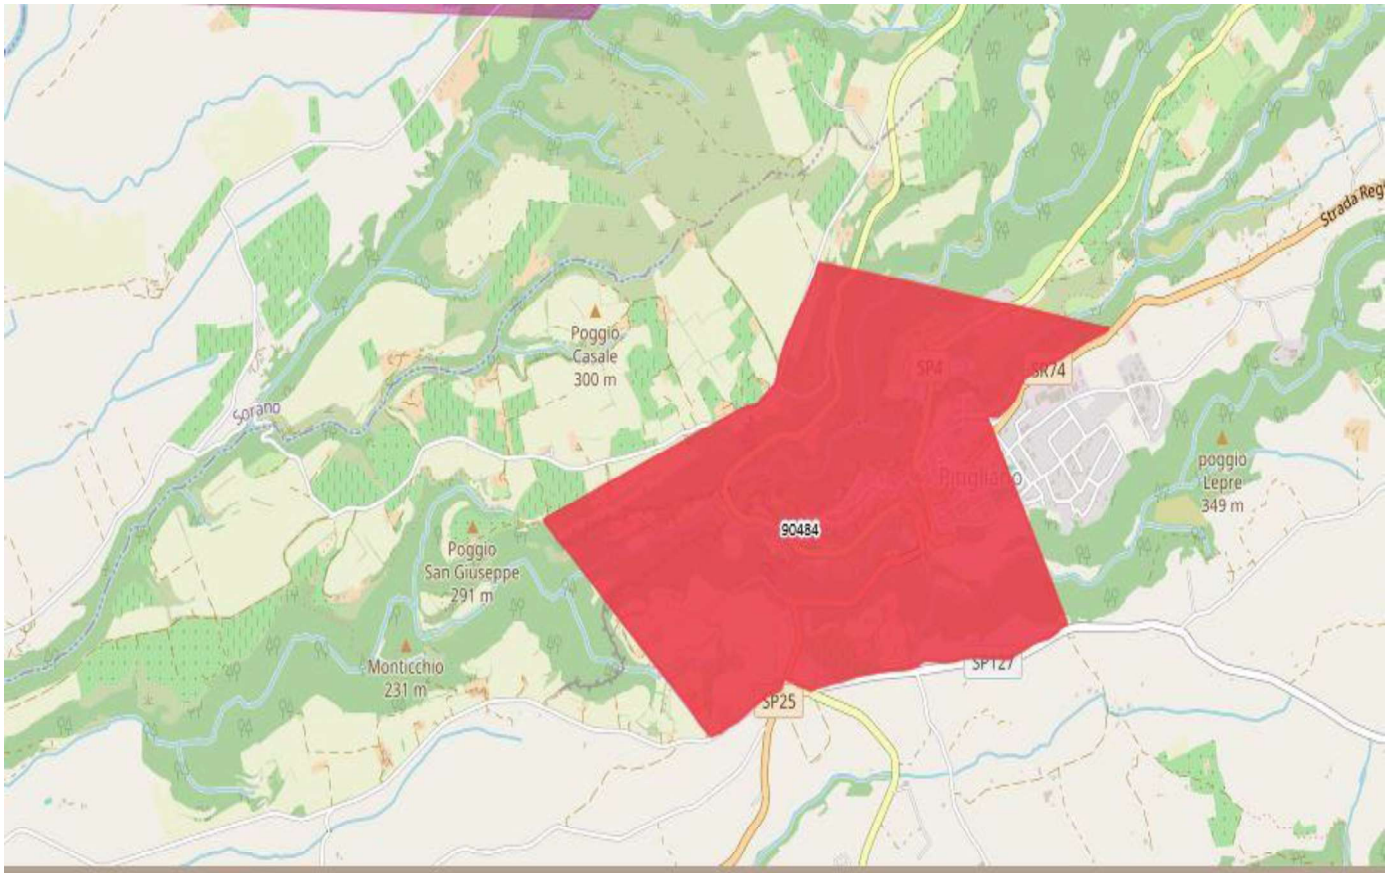 Strada Reg
Poggio
Casale
300 m
SP4
SR74
Sorano
poggio
Lepre
349 m
Pitigliano
90484
Poggio
San Giuseppe
291 m
Monticchio
231 m
SP127
SP25